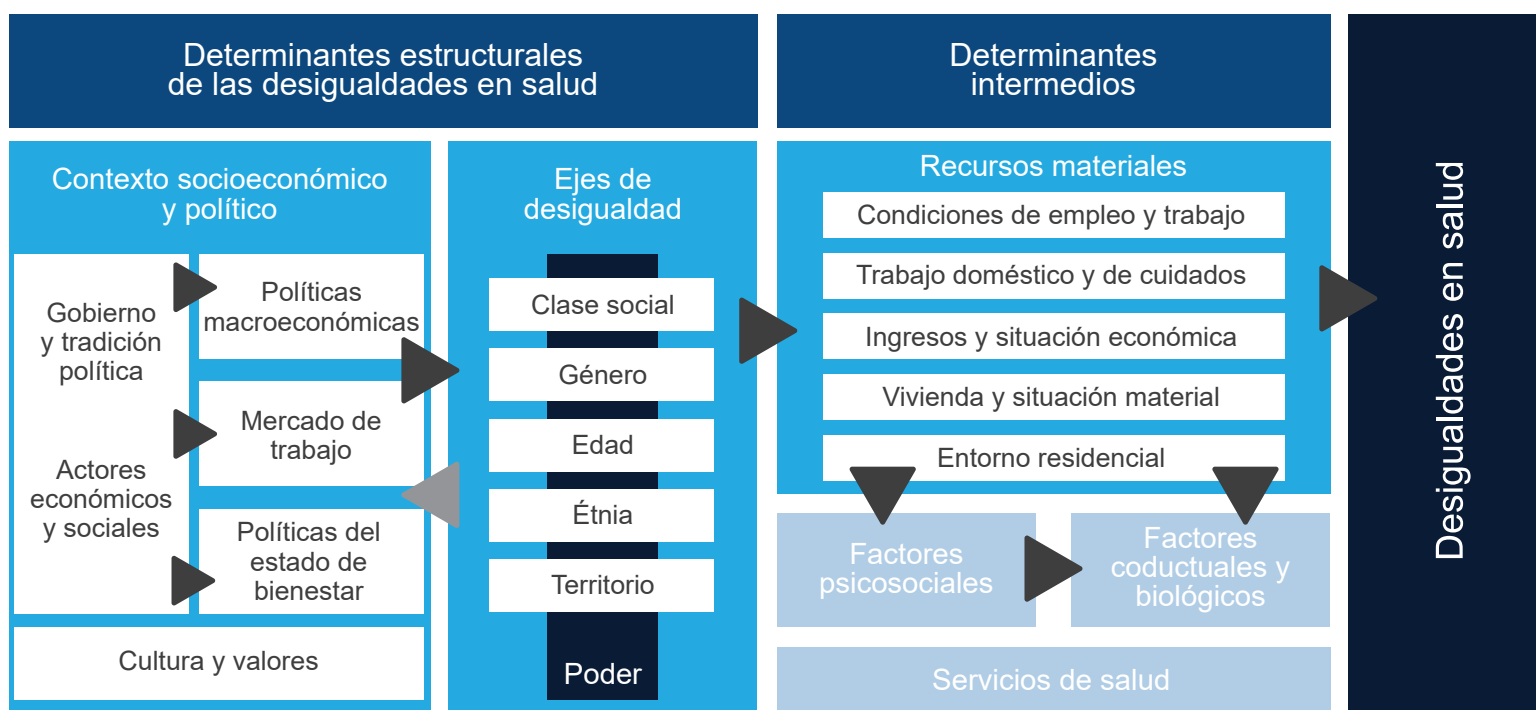 Determinantes estructurales
de las desigualdades en salud
Determinantes
intermedios
Contexto socioeconómico
y político
Gobierno
y tradición
política
Actores
económicos
y sociales
Políticas
macroeconómicas
Mercado de
trabajo
Políticas del
estado de
bienestar
Cultura y valores
Ejes de
desigualdad
Clase social
Género
Edad
Étnia
Territorio
Poder
Recursos materiales
Condiciones de empleo y trabajo
Trabajo doméstico y de cuidados
Ingresos y situación económica
Vivienda y situación material
Entorno residencial
Factores
psicosociales
Factores
coductuales y
biológicos
Servicios de salud
Desigualdades en salud